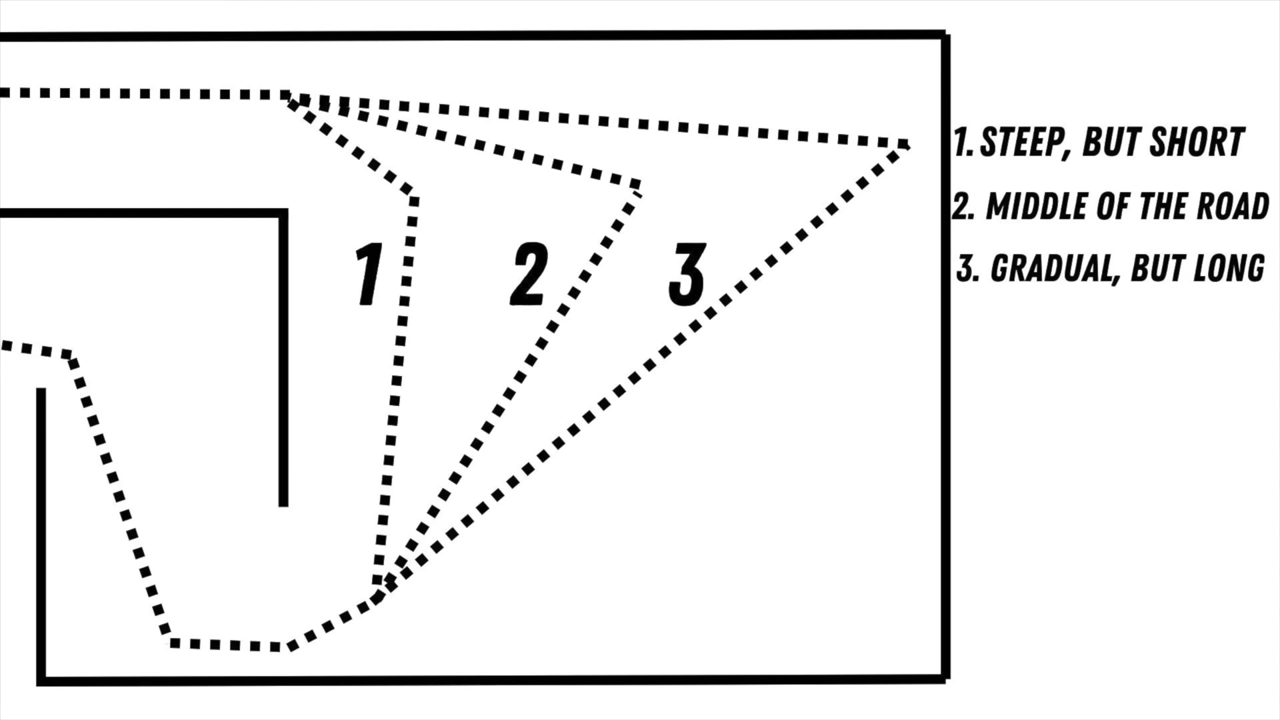 1. STEEP, BUT SHORT
2. MIDDLE OF THE ROAD
3. GRADUAL, BUT LONG
1 2 3